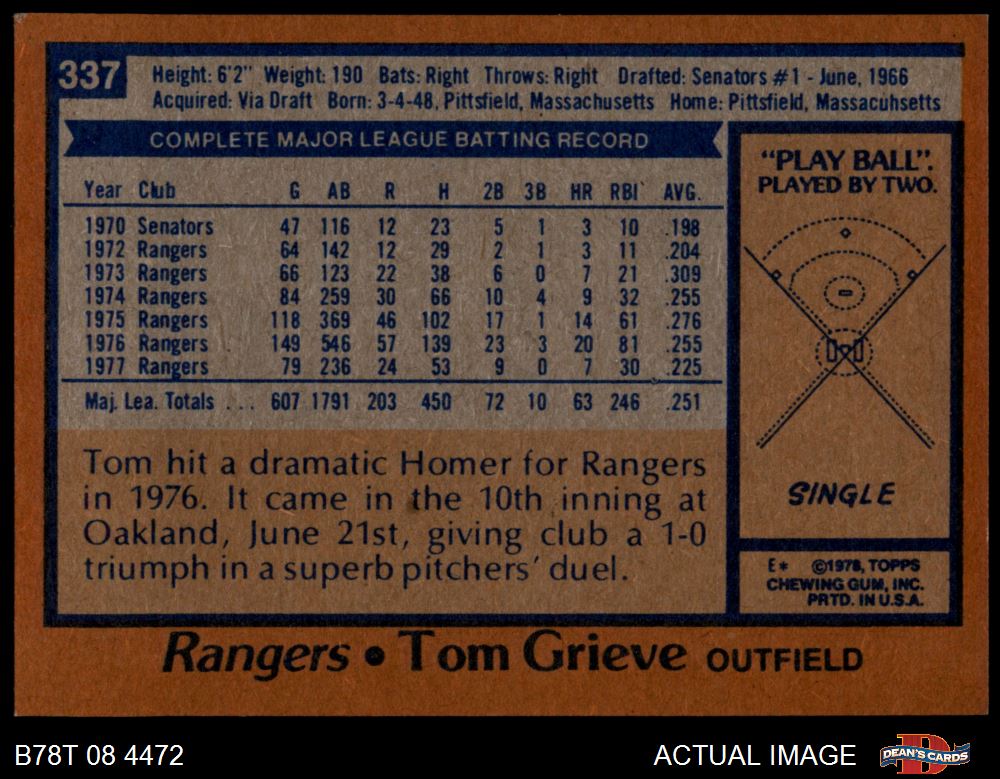 337
Height: 6'2" Weight: 190 Bats: Right Throws: Right Drafted: Senators #1 - June, 1966
Acquired: Via Draft Born: 3-4-48, Pittsfield, Massachusetts Home: Pittsfield, Massacuhsetts
COMPLETE MAJOR LEAGUE BATTING RECORD
Year Club G AB R H 2B 3B HR RBI AVG.
1970 Senators 47 116 12 23 5 1 3 10 .198
1972 Rangers 64 142 12 29 2 1 3 11 .204
1973 Rangers 66 123 22 38 6 0 7 21 .309
1974 Rangers 84 259 30 66 10 4 9 32 .255
1975 Rangers 118 369 46 102 17 1 14 61 .276
1976 Rangers 149 546 57 139 23 3 20 81 .255
1977 Rangers 79 236 24 53 9 0 7 30 .225
Maj. Lea. Totals ... 607 1791 203 450 72 10 63 246 .251
Tom hit a dramatic Homer for Rangers
in 1976. It came in the 10th inning at
Oakland, June 21st, giving club a 1-0
triumph in a superb pitchers' duel.
"PLAY BALL".
PLAYED BY TWO.
SINGLE
E* ©1978, TOPPS
CHEWING GUM, INC.
PRTD. IN U.S.A.
Rangers • Tom Grieve OUTFIELD
B78T 08 4472
ACTUAL IMAGE
DEAN'S CARDS